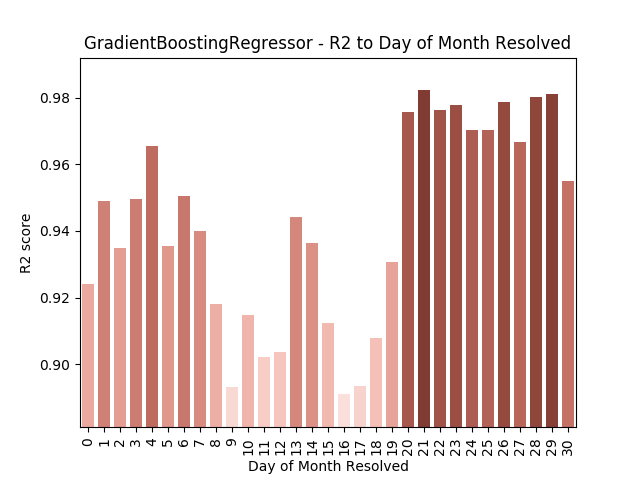 GradientBoostingRegressor - R2 to Day of Month Resolved
R2 score
0.98
0.96
0.94
0.92
0.90
0 1 2 3 4 5 6 7 8 9 10 11 12 13 14 15 16 17 18 19 20 21 22 23 24 25 26 27 28 29 30
Day of Month Resolved